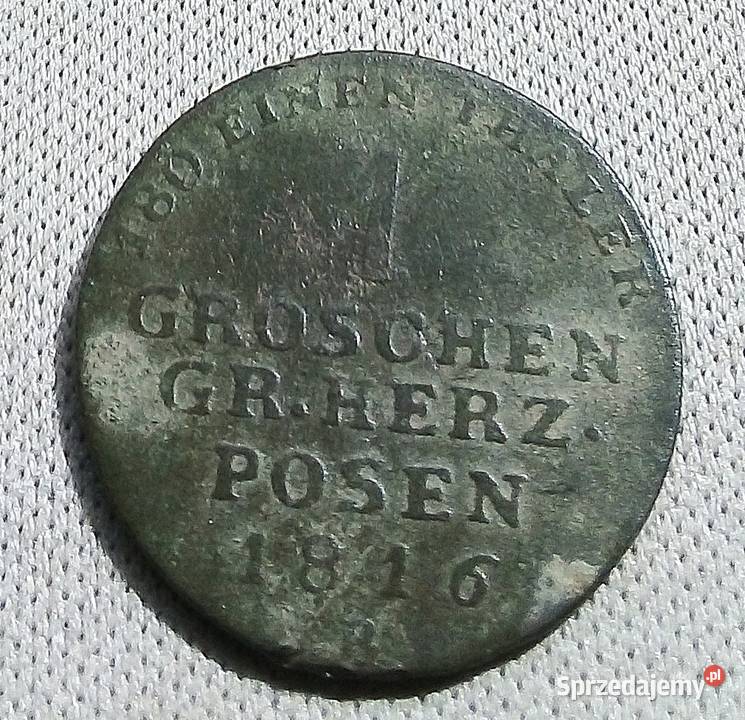 180 EINEN THALER
1
GROSCHEN
GR·HERZ·
POSEN
1816
Sprzedajemy.pl